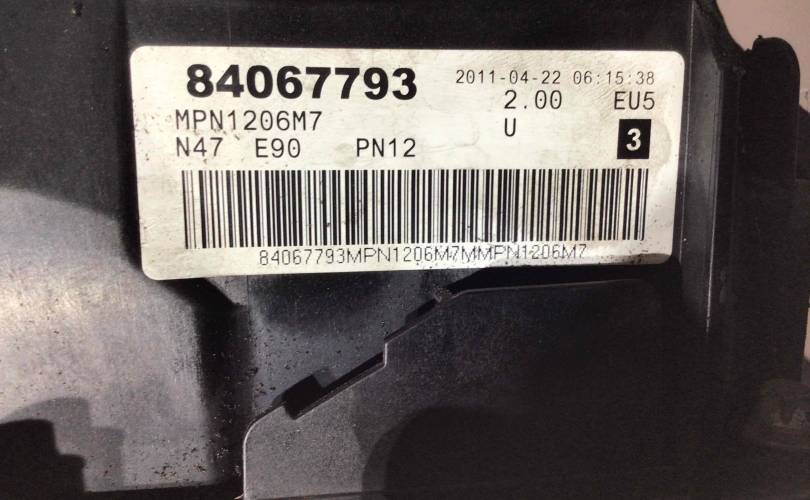 84067793 2011-04-22 06:15:38
MPN1206M7 2.00 EU5
N47 E90 PN12 U 3
84067793MPN1206M7MMPN1206M7